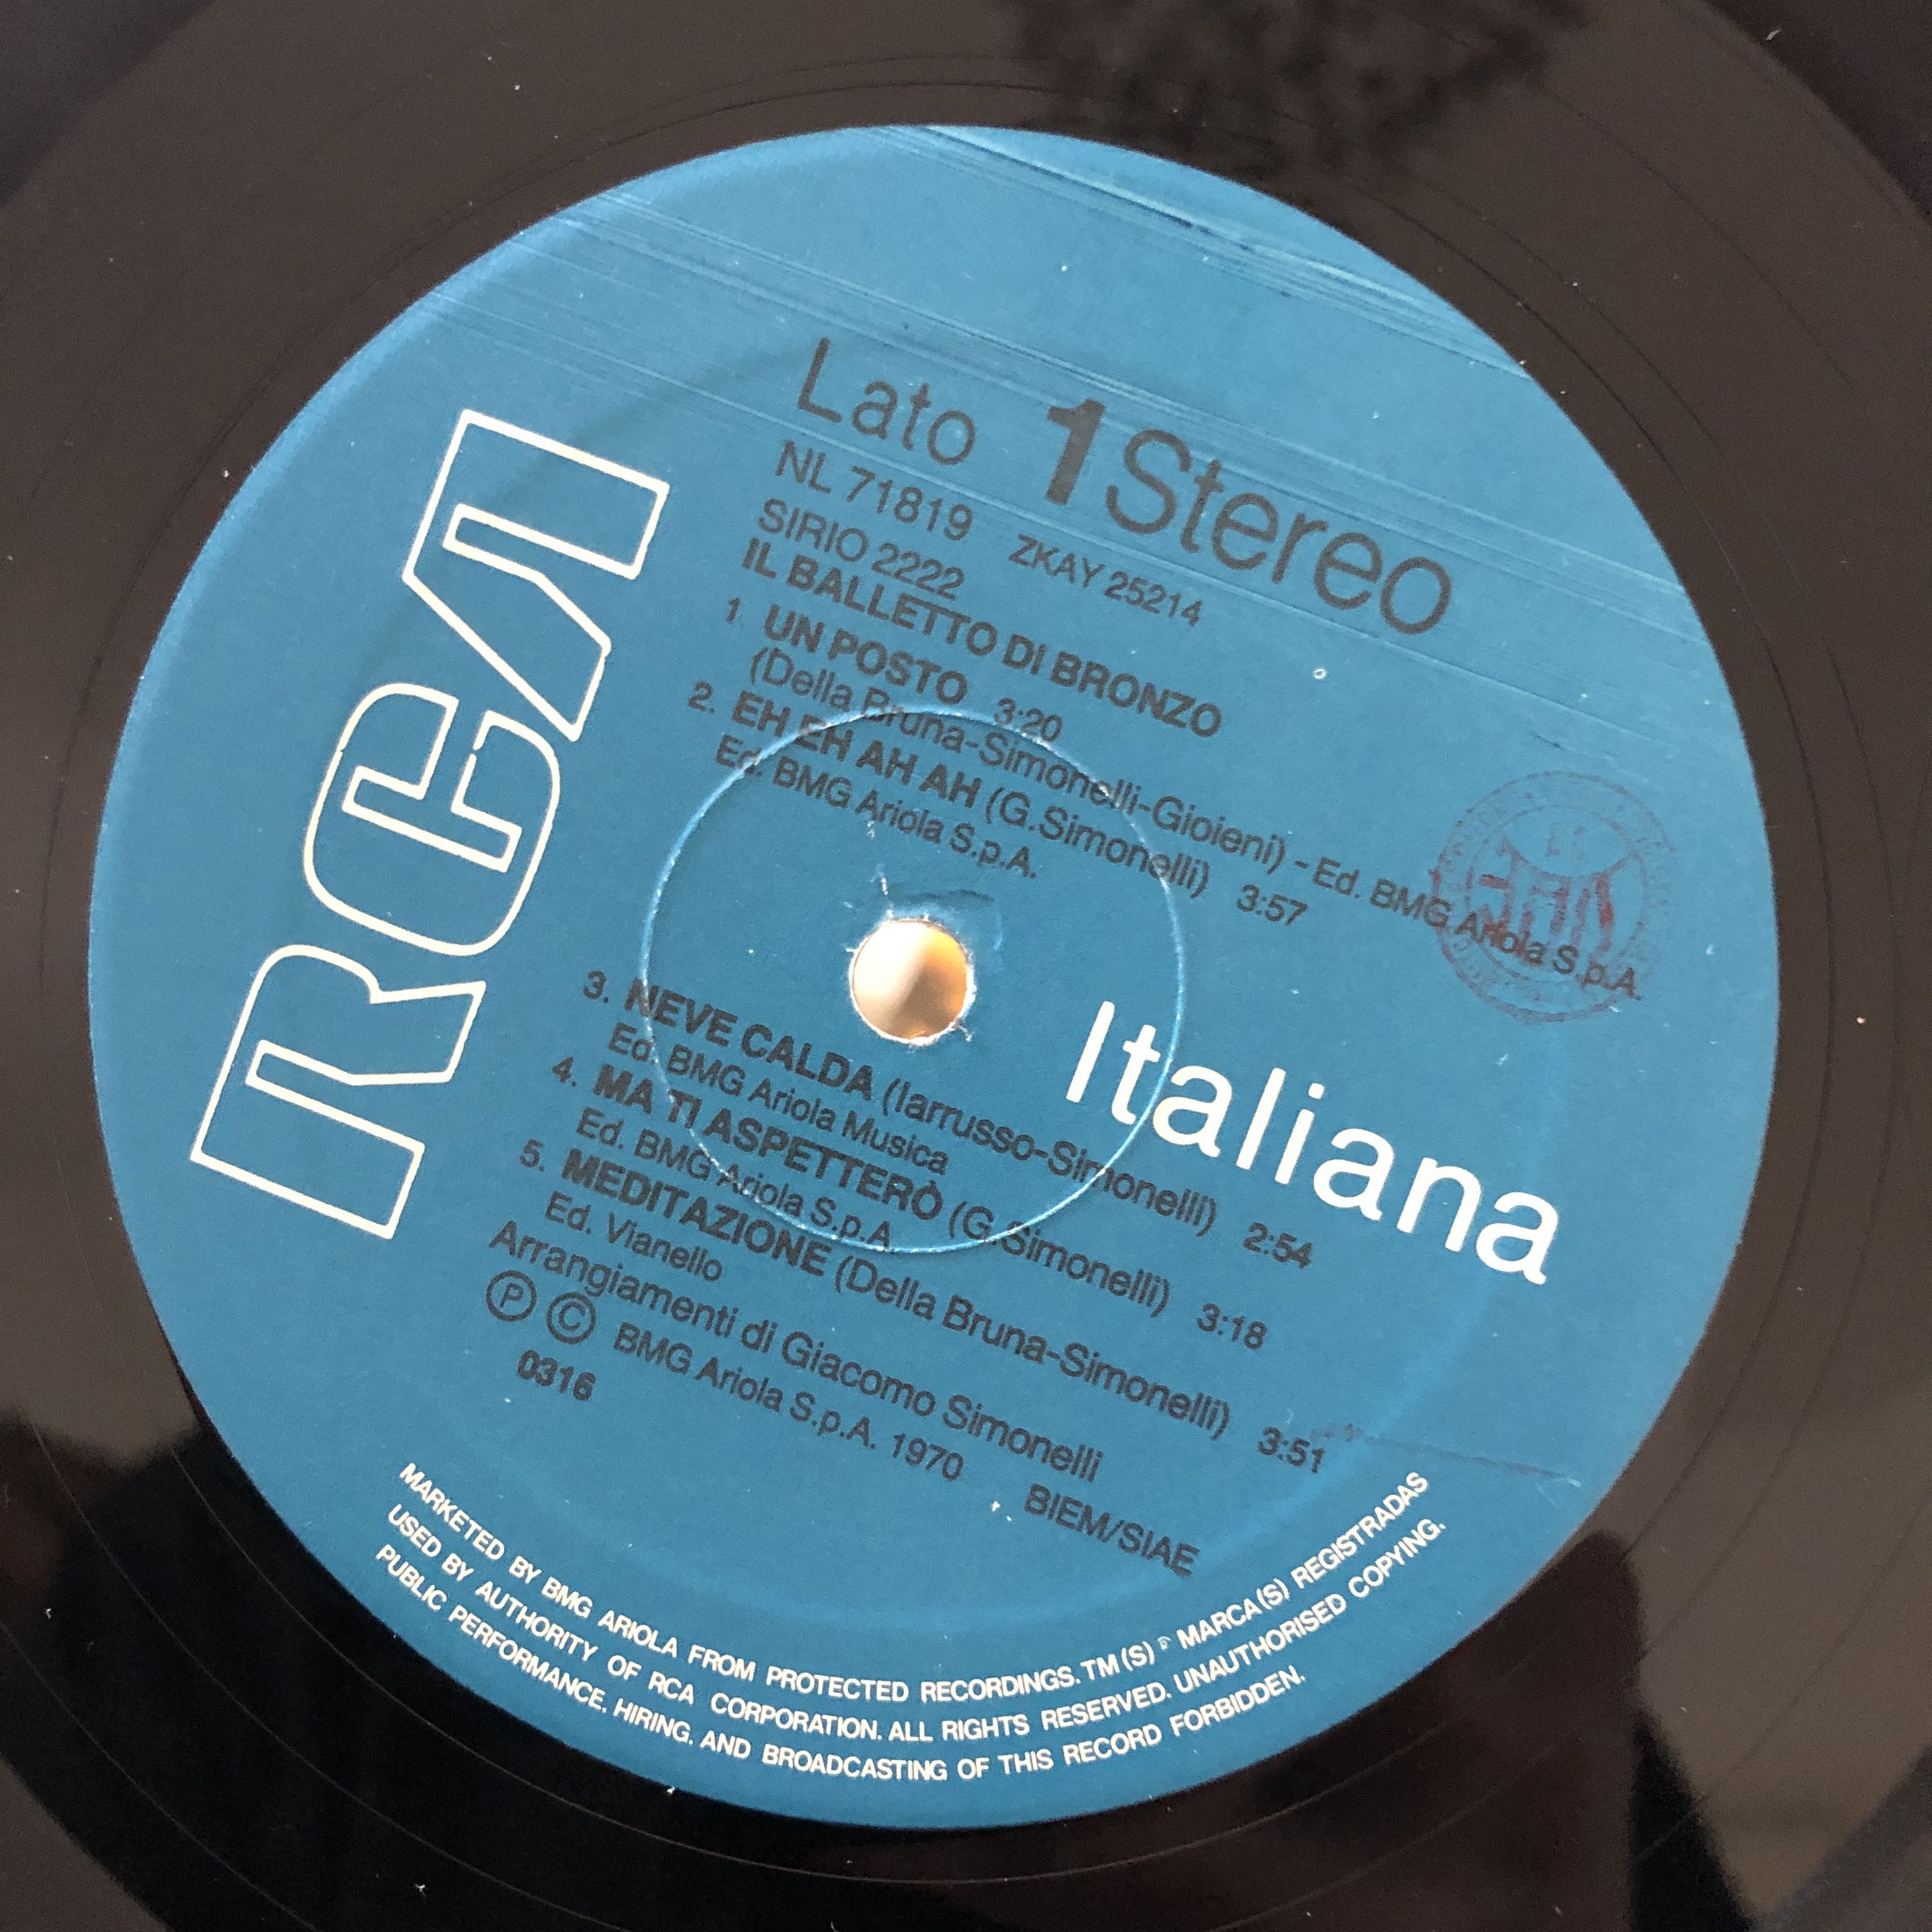 RCA
Lato 1 Stereo
NL 71819 ZKAY 25214
SIRIO 2222
IL BALLETTO DI BRONZO
1. UN POSTO 3:20
(Della Bruna-Simonelli-Gioieni) - Ed. BMG Ariola S.p.A.
2. EH EH AH AH (G.Simonelli) 3:57
Ed. BMG Ariola S.p.A.
Italiana
3. NEVE CALDA (Iarrusso-Simonelli) 2:54
Ed. BMG Ariola Musica
4. MA TI ASPETTERÒ (G.Simonelli) 3:18
Ed. BMG Ariola S.p.A.
5. MEDITAZIONE (Della Bruna-Simonelli) 3:51
Ed. Vianello
Arrangiamenti di Giacomo Simonelli
Ⓟ Ⓒ BMG Ariola S.p.A. 1970 BIEM/SIAE
0316
MARKETED BY BMG ARIOLA FROM PROTECTED RECORDINGS. TM(S) ® MARCA(S) REGISTRADAS
USED BY AUTHORITY OF RCA CORPORATION. ALL RIGHTS RESERVED. UNAUTHORISED COPYING.
PUBLIC PERFORMANCE. HIRING. AND BROADCASTING OF THIS RECORD FORBIDDEN.